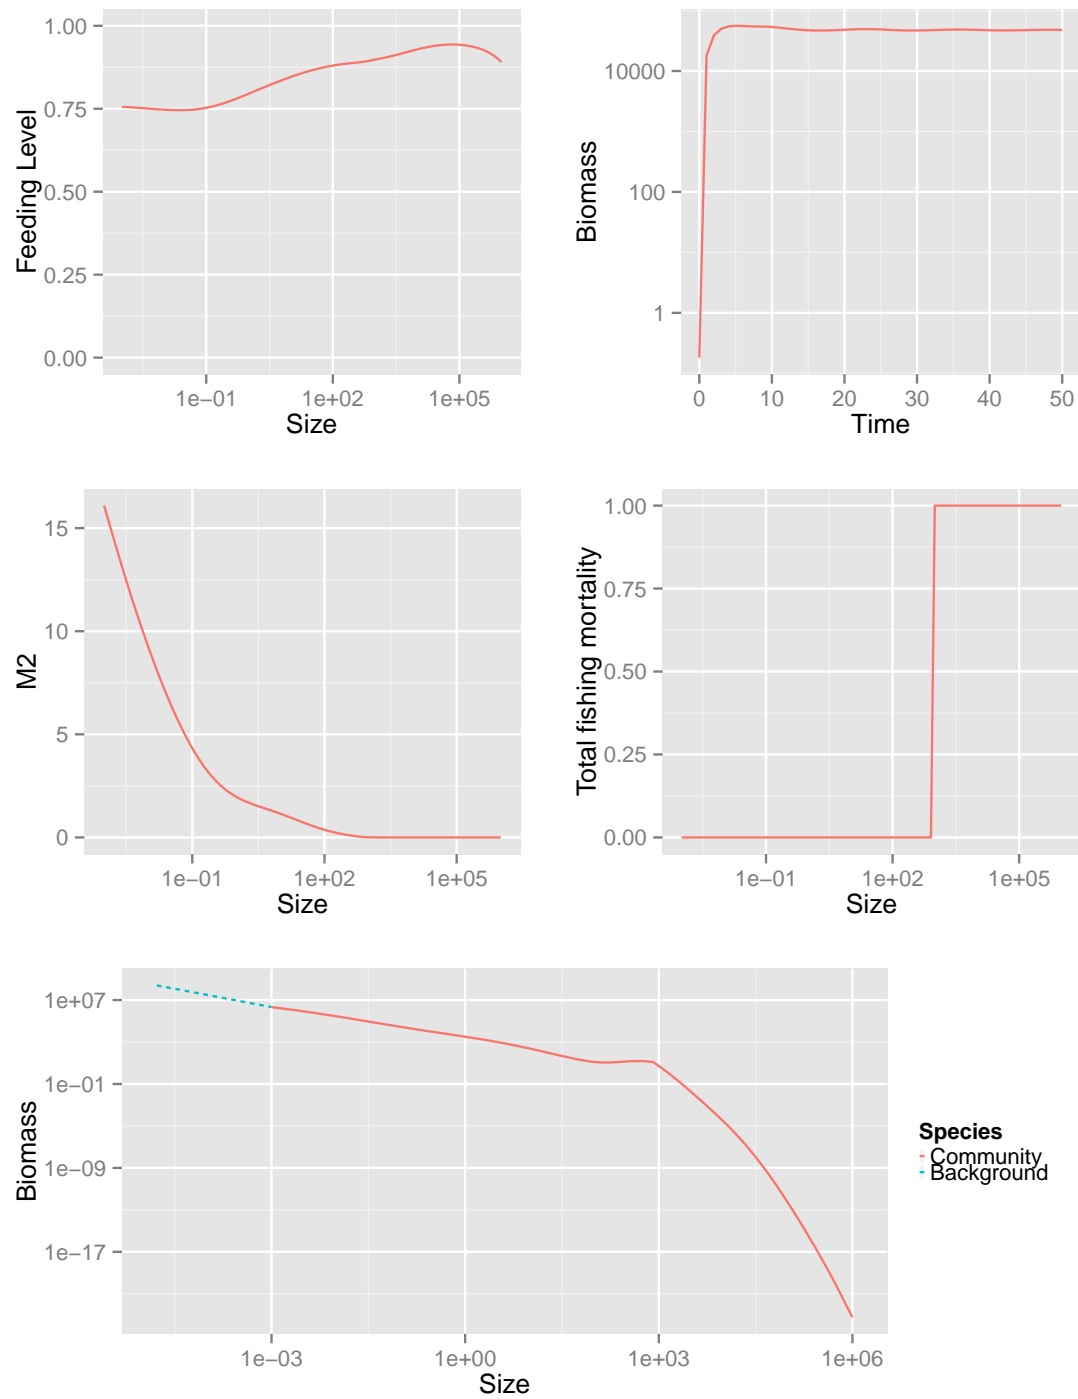 Feeding Level
1.00
0.75
0.50
0.25
0.00
1e−01 1e+02 1e+05
Size
Biomass
10000
100
1
0 10 20 30 40 50
Time
M2
15
10
5
0
1e−01 1e+02 1e+05
Size
Total fishing mortality
1.00
0.75
0.50
0.25
0.00
1e−01 1e+02 1e+05
Size
Biomass
1e+07
1e−01
1e−09
1e−17
1e−03 1e+00 1e+03 1e+06
Size
Species
Community
Background